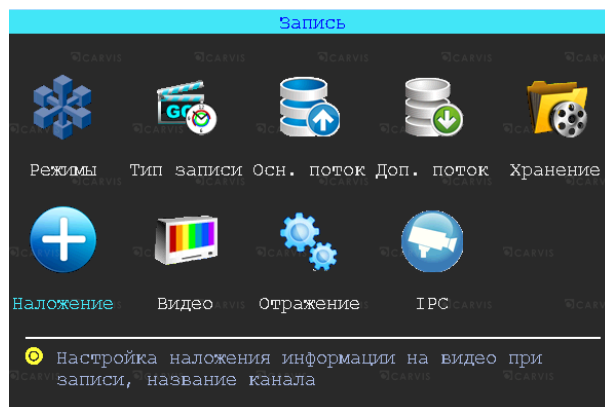 Запись
Режимы Тип записи Осн. поток Доп. поток Хранение
Наложение Видео Отражение IPC
Настройка наложения информации на видео при
записи, название канала
CARVIS